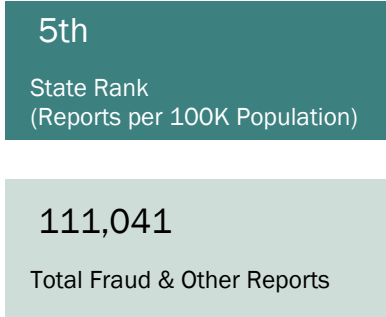 5th
State Rank
(Reports per 100K Population)
111,041
Total Fraud & Other Reports